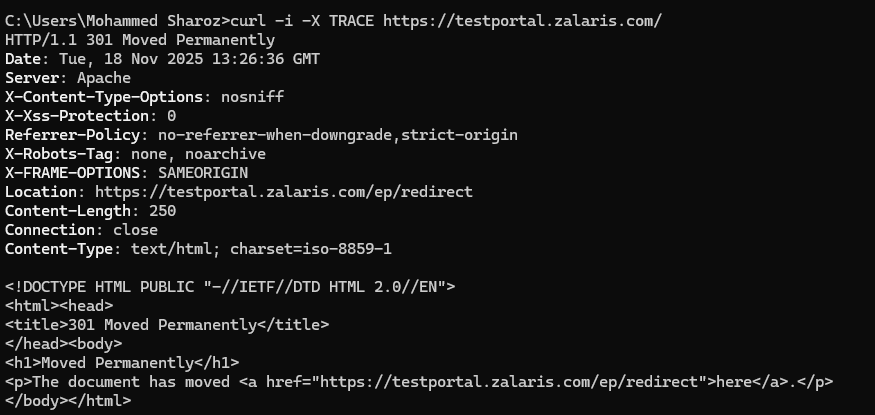 C:\Users\Mohammed Sharoz>curl -i -X TRACE https://testportal.zalaris.com/
HTTP/1.1 301 Moved Permanently
Date: Tue, 18 Nov 2025 13:26:36 GMT
Server: Apache
X-Content-Type-Options: nosniff
X-Xss-Protection: 0
Referrer-Policy: no-referrer-when-downgrade,strict-origin
X-Robots-Tag: none, noarchive
X-FRAME-OPTIONS: SAMEORIGIN
Location: https://testportal.zalaris.com/ep/redirect
Content-Length: 250
Connection: close
Content-Type: text/html; charset=iso-8859-1

<!DOCTYPE HTML PUBLIC "-//IETF//DTD HTML 2.0//EN">
<html><head>
<title>301 Moved Permanently</title>
</head><body>
<h1>Moved Permanently</h1>
<p>The document has moved <a href="https://testportal.zalaris.com/ep/redirect">here</a>.</p>
</body></html>